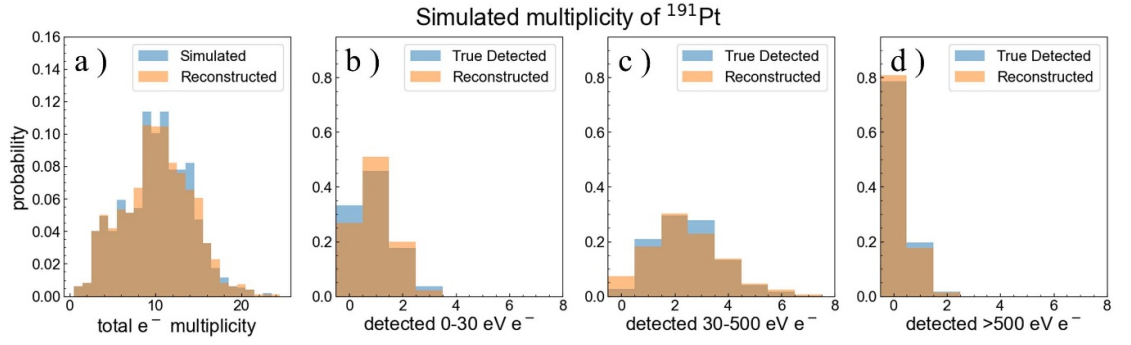 Simulated multiplicity of ¹⁹¹Pt
a )
Simulated
Reconstructed
probability
0.16
0.14
0.12
0.10
0.08
0.06
0.04
0.02
0.00
0 10 20
total e⁻ multiplicity
b )
True Detected
Reconstructed
0.8
0.6
0.4
0.2
0.0
0 2 4 6 8
detected 0-30 eV e⁻
c )
True Detected
Reconstructed
0.8
0.6
0.4
0.2
0.0
0 2 4 6 8
detected 30-500 eV e⁻
d )
True Detected
Reconstructed
0.8
0.6
0.4
0.2
0.0
0 2 4 6 8
detected >500 eV e⁻